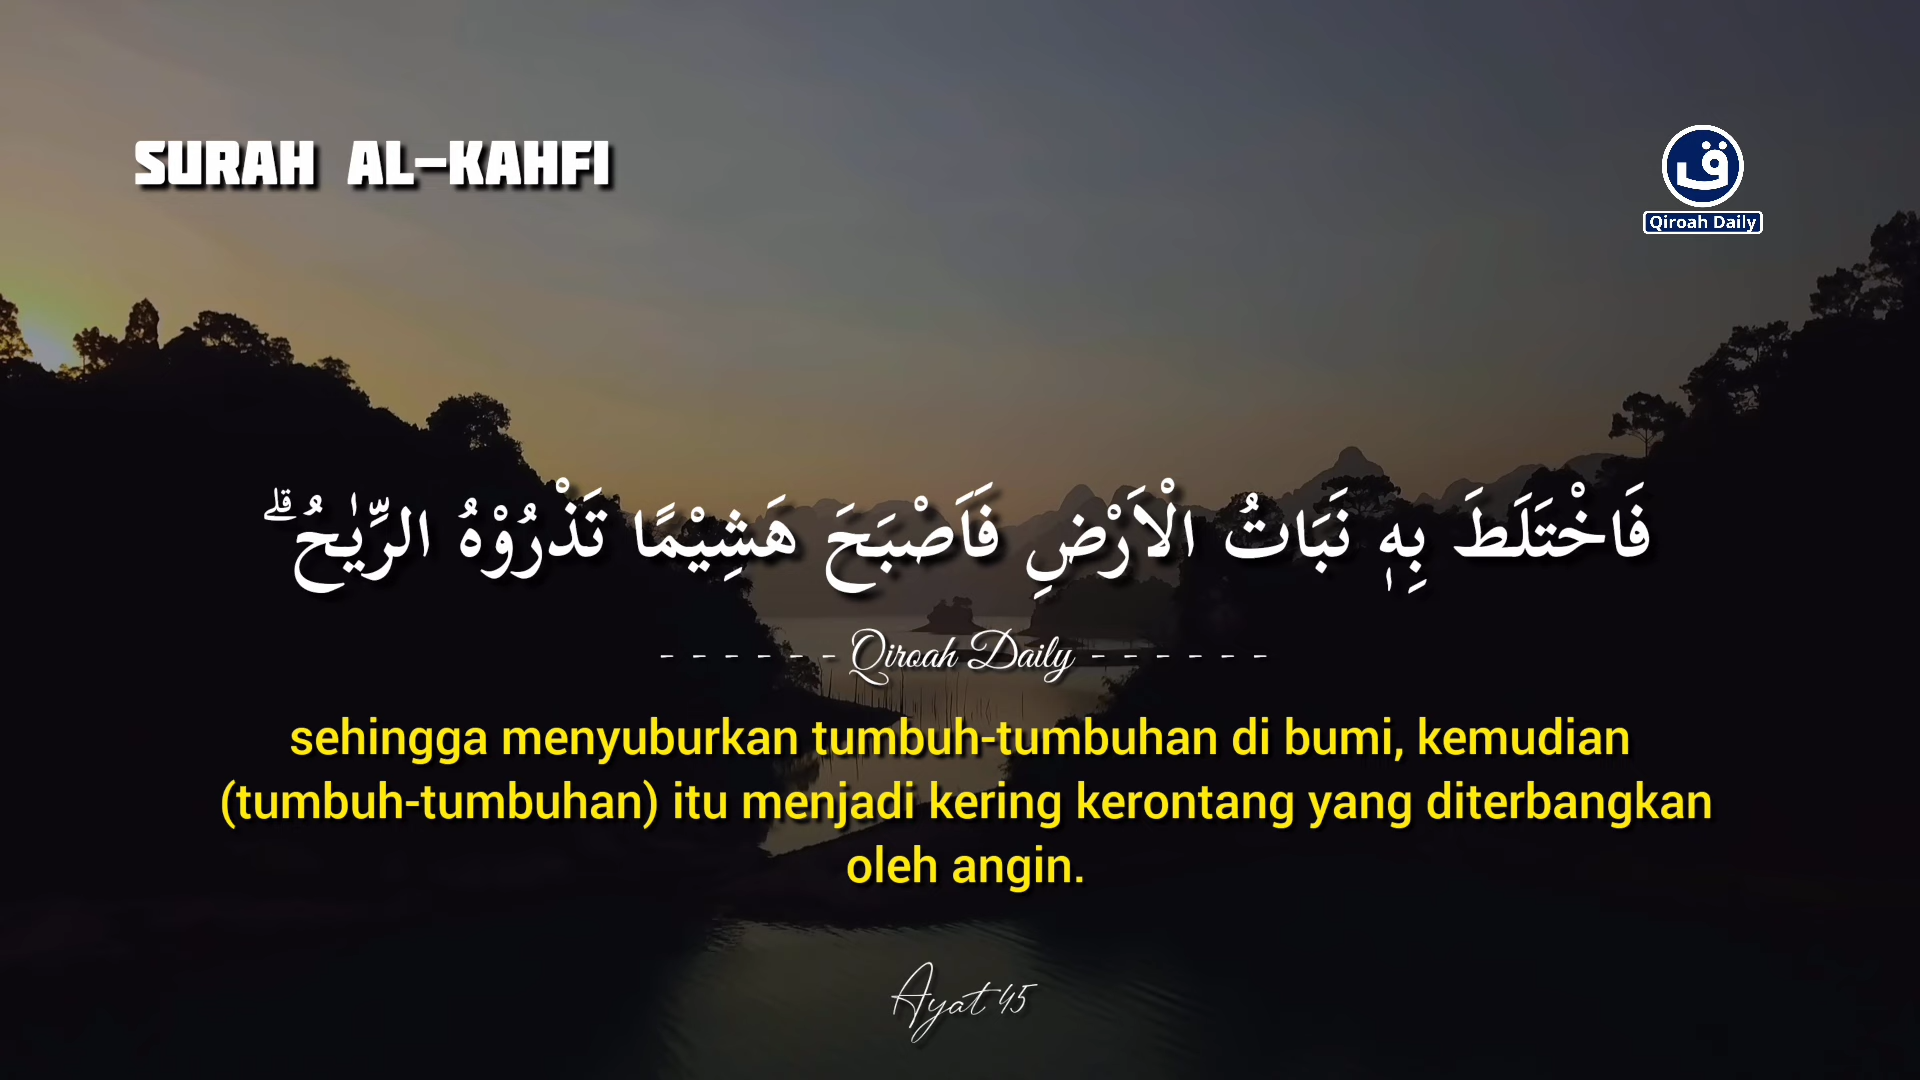 SURAH AL-KAHFI
ق
Qiroah Daily
فَاخْتَلَطَ بِهٖ نَبَاتُ الْاَرْضِ فَاَصْبَحَ هَشِيْمًا تَذْرُوْهُ الرِّيٰحُ ۗ
- - - - - - Qiroah Daily - - - - - -
sehingga menyuburkan tumbuh-tumbuhan di bumi, kemudian
(tumbuh-tumbuhan) itu menjadi kering kerontang yang diterbangkan
oleh angin.
Ayat 45